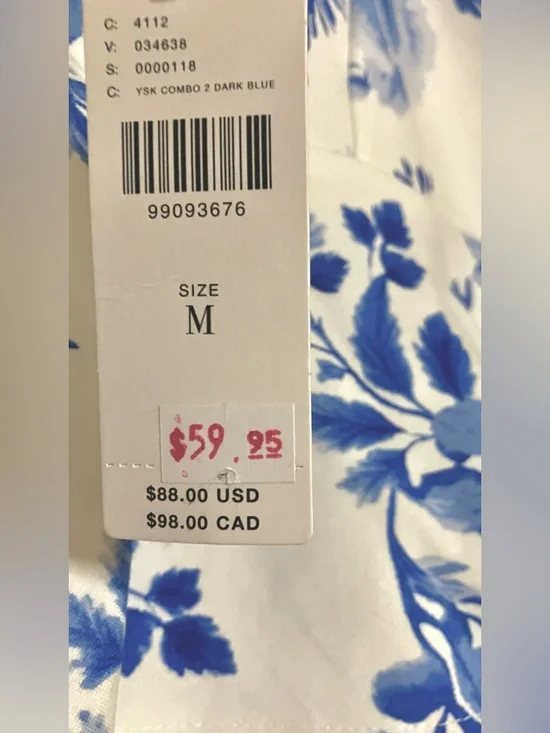 C: 4112
V: 034638
S: 0000118
C: YSK COMBO 2 DARK BLUE
99093676
SIZE
M
$59.95
$88.00 USD
$98.00 CAD